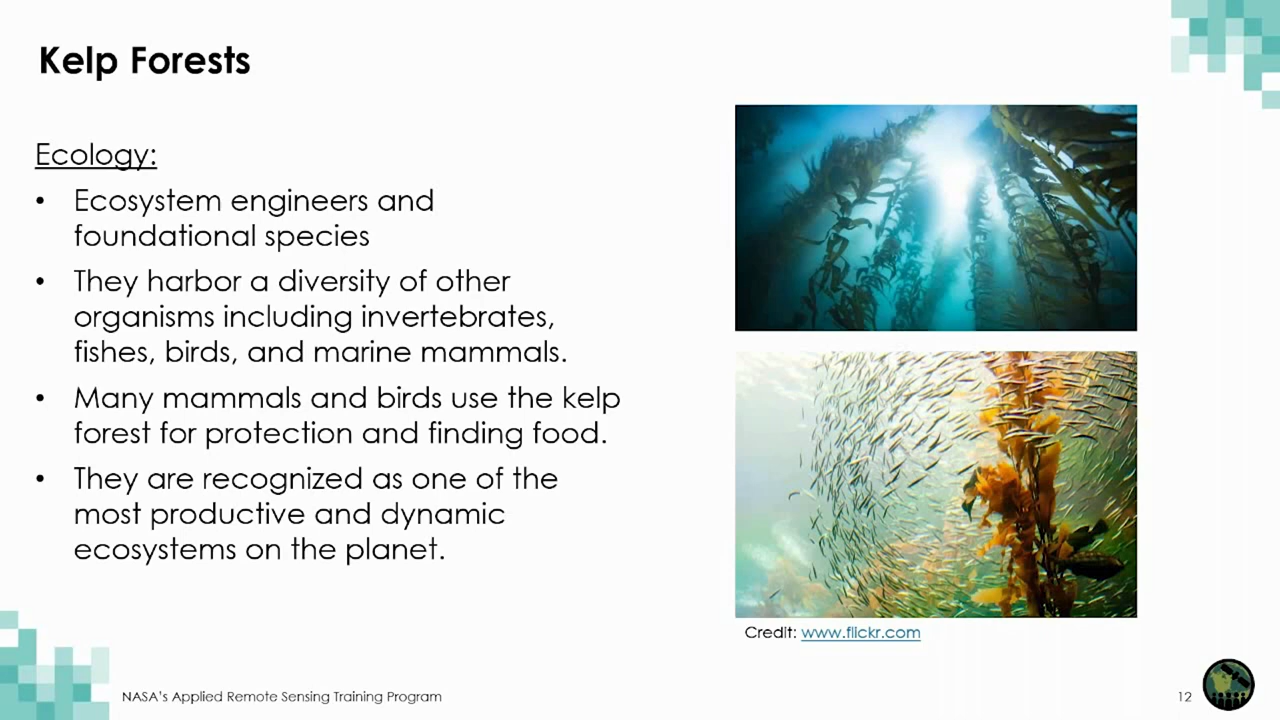 Kelp Forests
Ecology:
• Ecosystem engineers and
foundational species
• They harbor a diversity of other
organisms including invertebrates,
fishes, birds, and marine mammals.
• Many mammals and birds use the kelp
forest for protection and finding food.
• They are recognized as one of the
most productive and dynamic
ecosystems on the planet.
Credit: www.flickr.com
NASA's Applied Remote Sensing Training Program
12